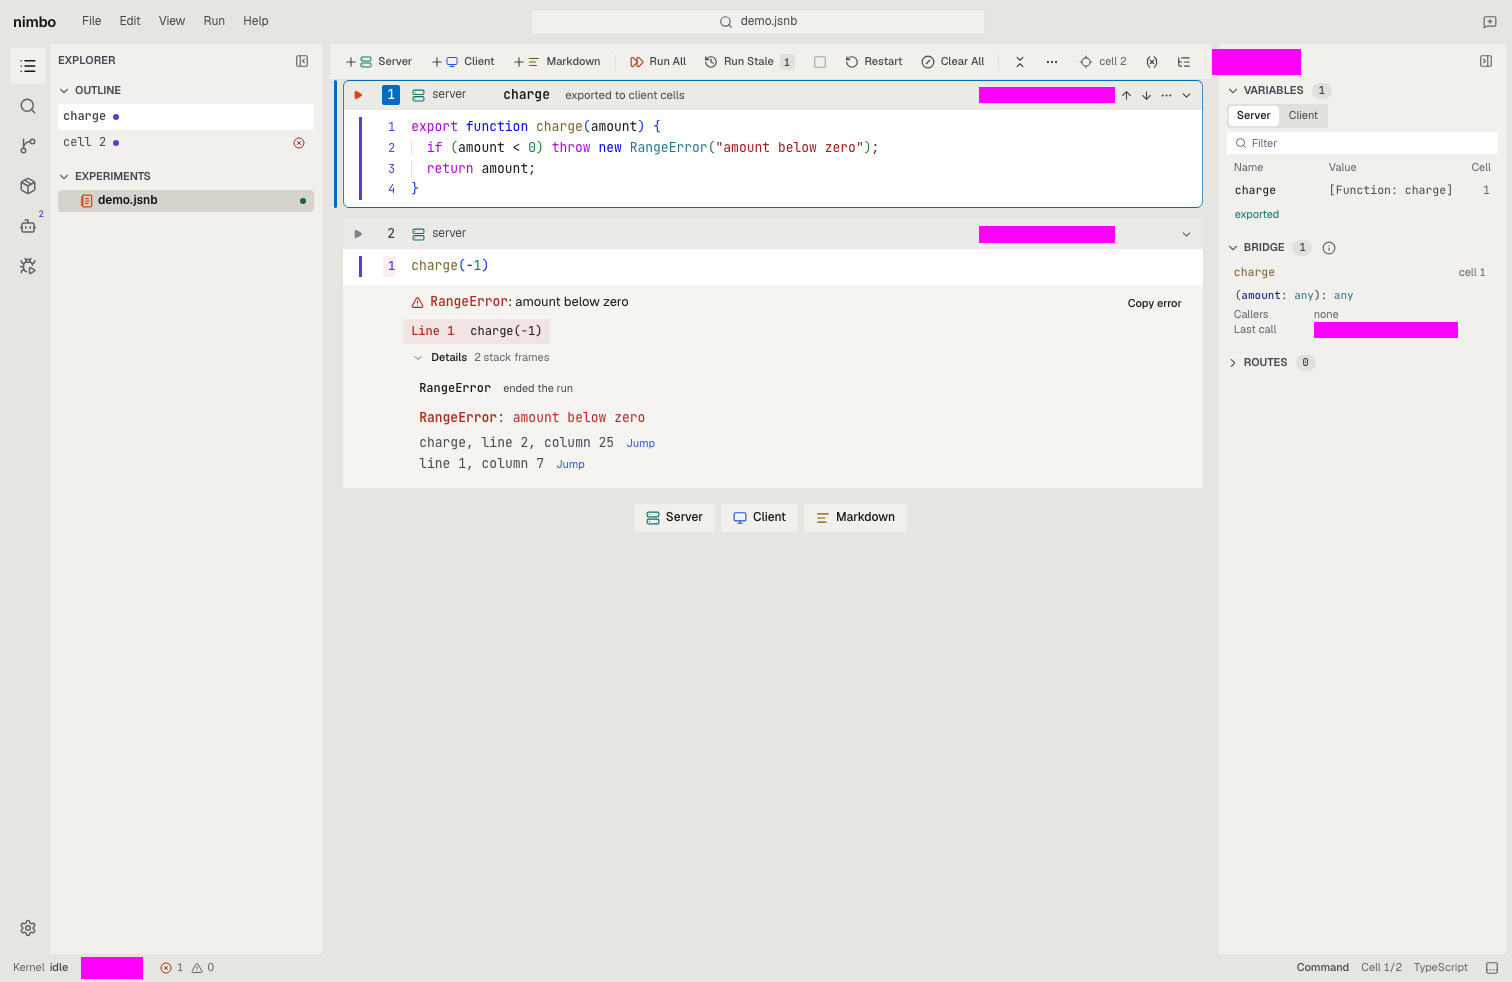 nimbo File Edit View Run Help demo.jsnb
EXPLORER
OUTLINE
charge
cell 2
EXPERIMENTS
demo.jsnb
2
Server Client Markdown Run All Run Stale 1 Restart Clear All cell 2
1 server charge exported to client cells
1 export function charge(amount) {
2 if (amount < 0) throw new RangeError("amount below zero");
3 return amount;
4 }
2 server
1 charge(-1)
RangeError: amount below zero
Copy error
Line 1 charge(-1)
Details 2 stack frames
RangeError ended the run
RangeError: amount below zero
charge, line 2, column 25 Jump
line 1, column 7 Jump
Server Client Markdown
VARIABLES 1
Server Client
Filter
Name Value Cell
charge [Function: charge] 1
exported
BRIDGE 1
charge cell 1
(amount: any): any
Callers none
Last call
ROUTES 0
Kernel idle 1 0
Command Cell 1/2 TypeScript